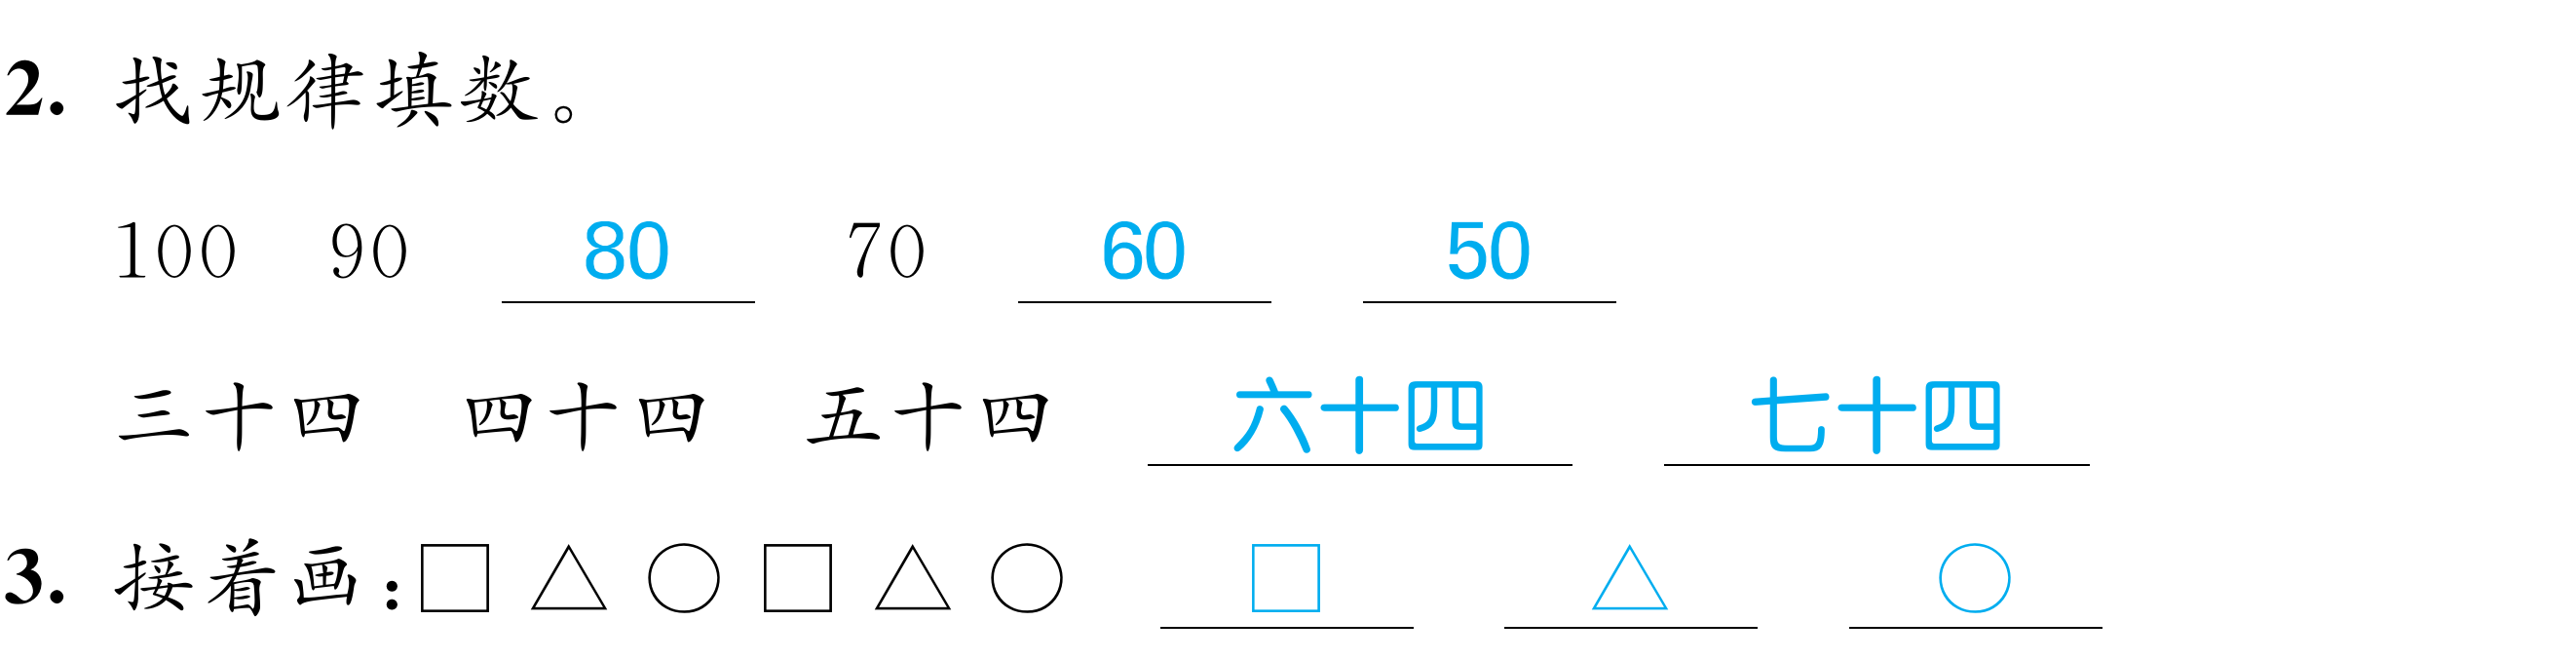 2. 找规律填数。
100 90 80 70 60 50
三十四 四十四 五十四 六十四 七十四
3. 接着画:□ △ ○ □ △ ○ □ △ ○